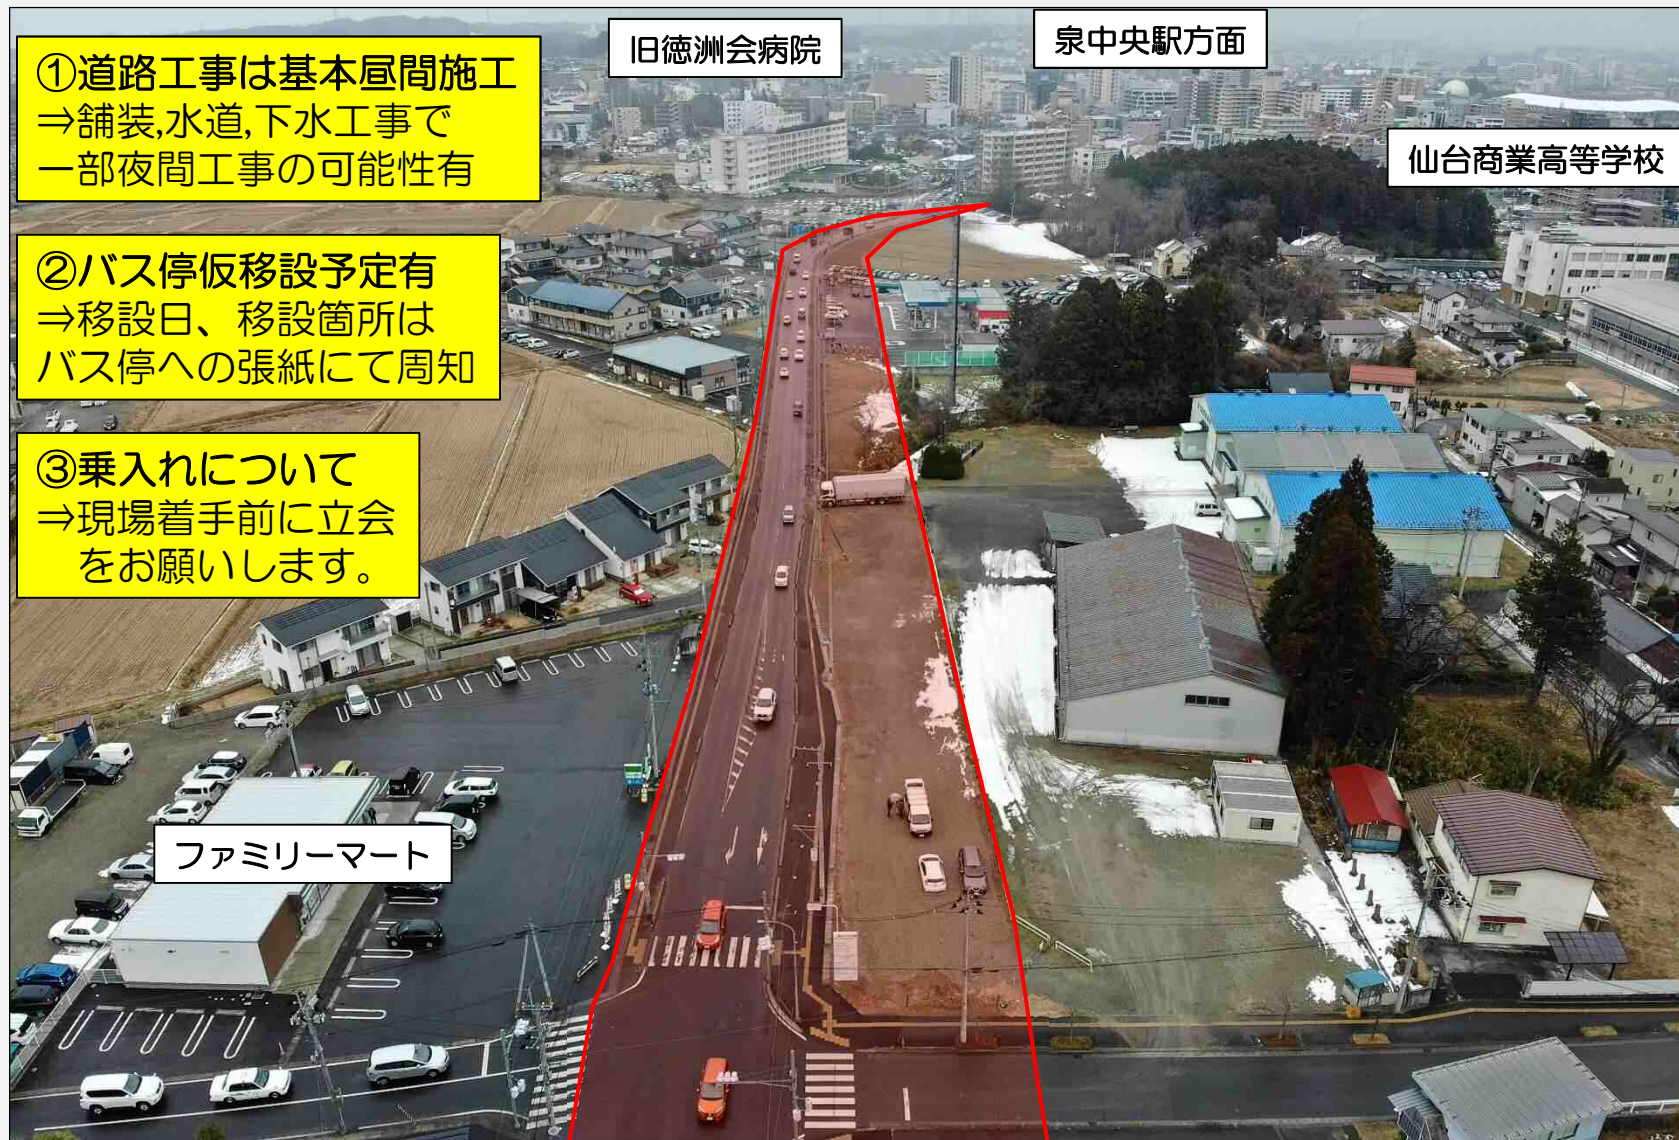 ①道路工事は基本昼間施工
⇒舗装,水道,下水工事で
一部夜間工事の可能性有
旧徳洲会病院
泉中央駅方面
仙台商業高等学校
②バス停仮移設予定有
⇒移設日、移設箇所は
バス停への張紙にて周知
③乗入れについて
⇒現場着手前に立会
をお願いします。
ファミリーマート